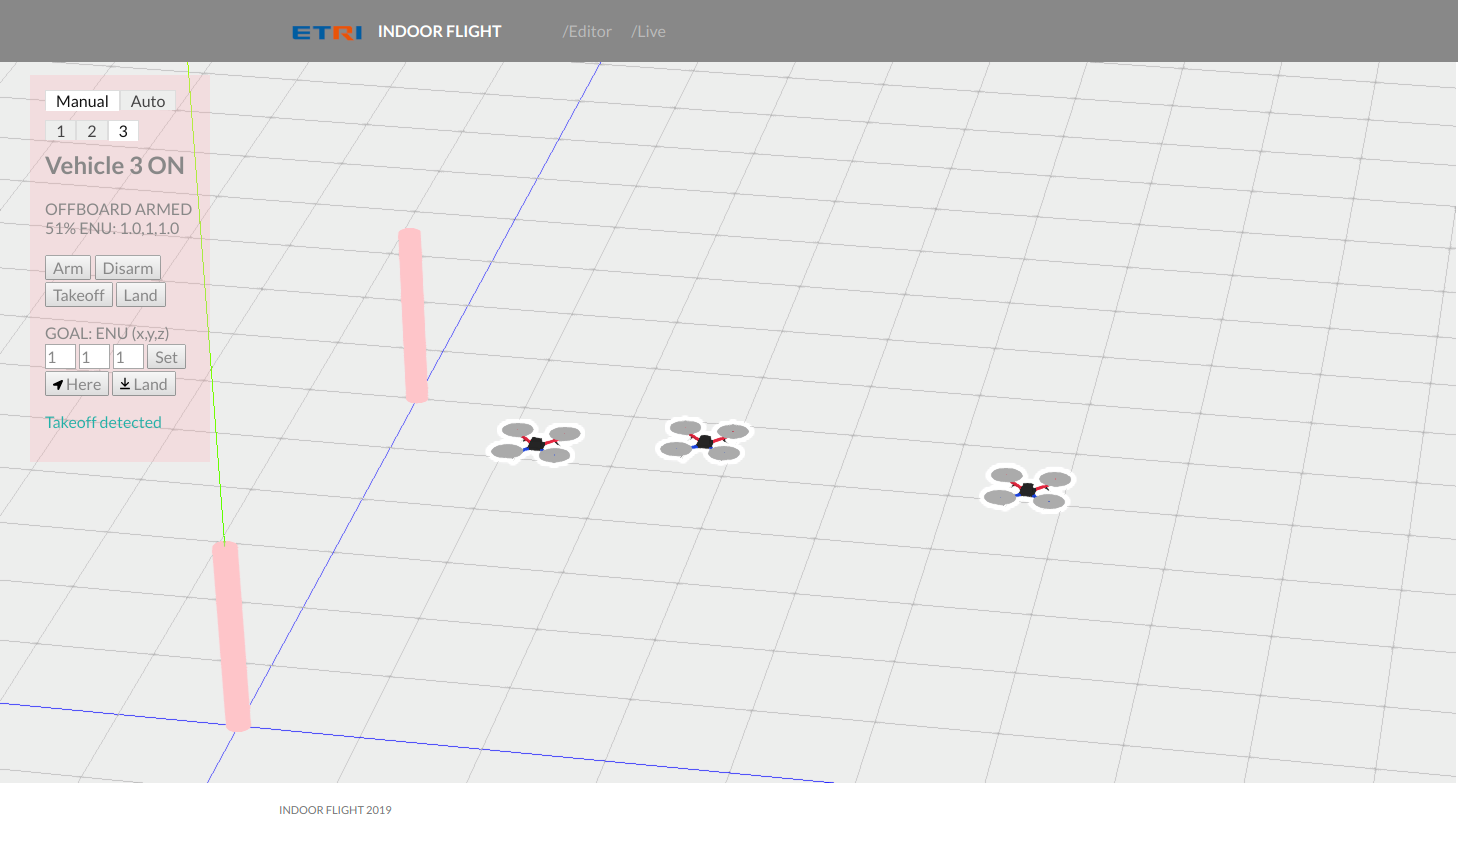 ETRI INDOOR FLIGHT /Editor /Live
Manual Auto
1 2 3
Vehicle 3 ON
OFFBOARD ARMED
51% ENU: 1.0,1,1.0
Arm Disarm
Takeoff Land
GOAL: ENU (x,y,z)
1 1 1 Set
Here Land
Takeoff detected
INDOOR FLIGHT 2019